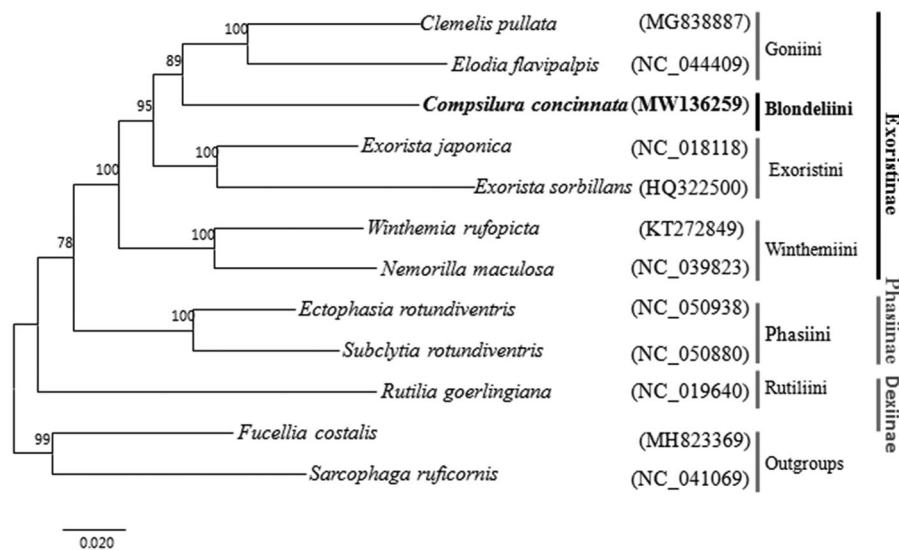 100 Clemelis pullata (MG838887) Goniini
89 Elodia flavipalpis (NC_044409)
95 Compsilura concinnata (MW136259) Blondeliini Exoristinae
100 Exorista japonica (NC_018118) Exoristini
100 Exorista sorbillans (HQ322500)
100 Winthemia rufopicta (KT272849) Winthemiini
78 Nemorilla maculosa (NC_039823)
100 Ectophasia rotundiventris (NC_050938) Phasiini Phasiinae
Subclytia rotundiventris (NC_050880)
Rutilia goerlingiana (NC_019640) Rutiliini Dexiinae
99 Fucellia costalis (MH823369) Outgroups
Sarcophaga ruficornis (NC_041069)
0.020